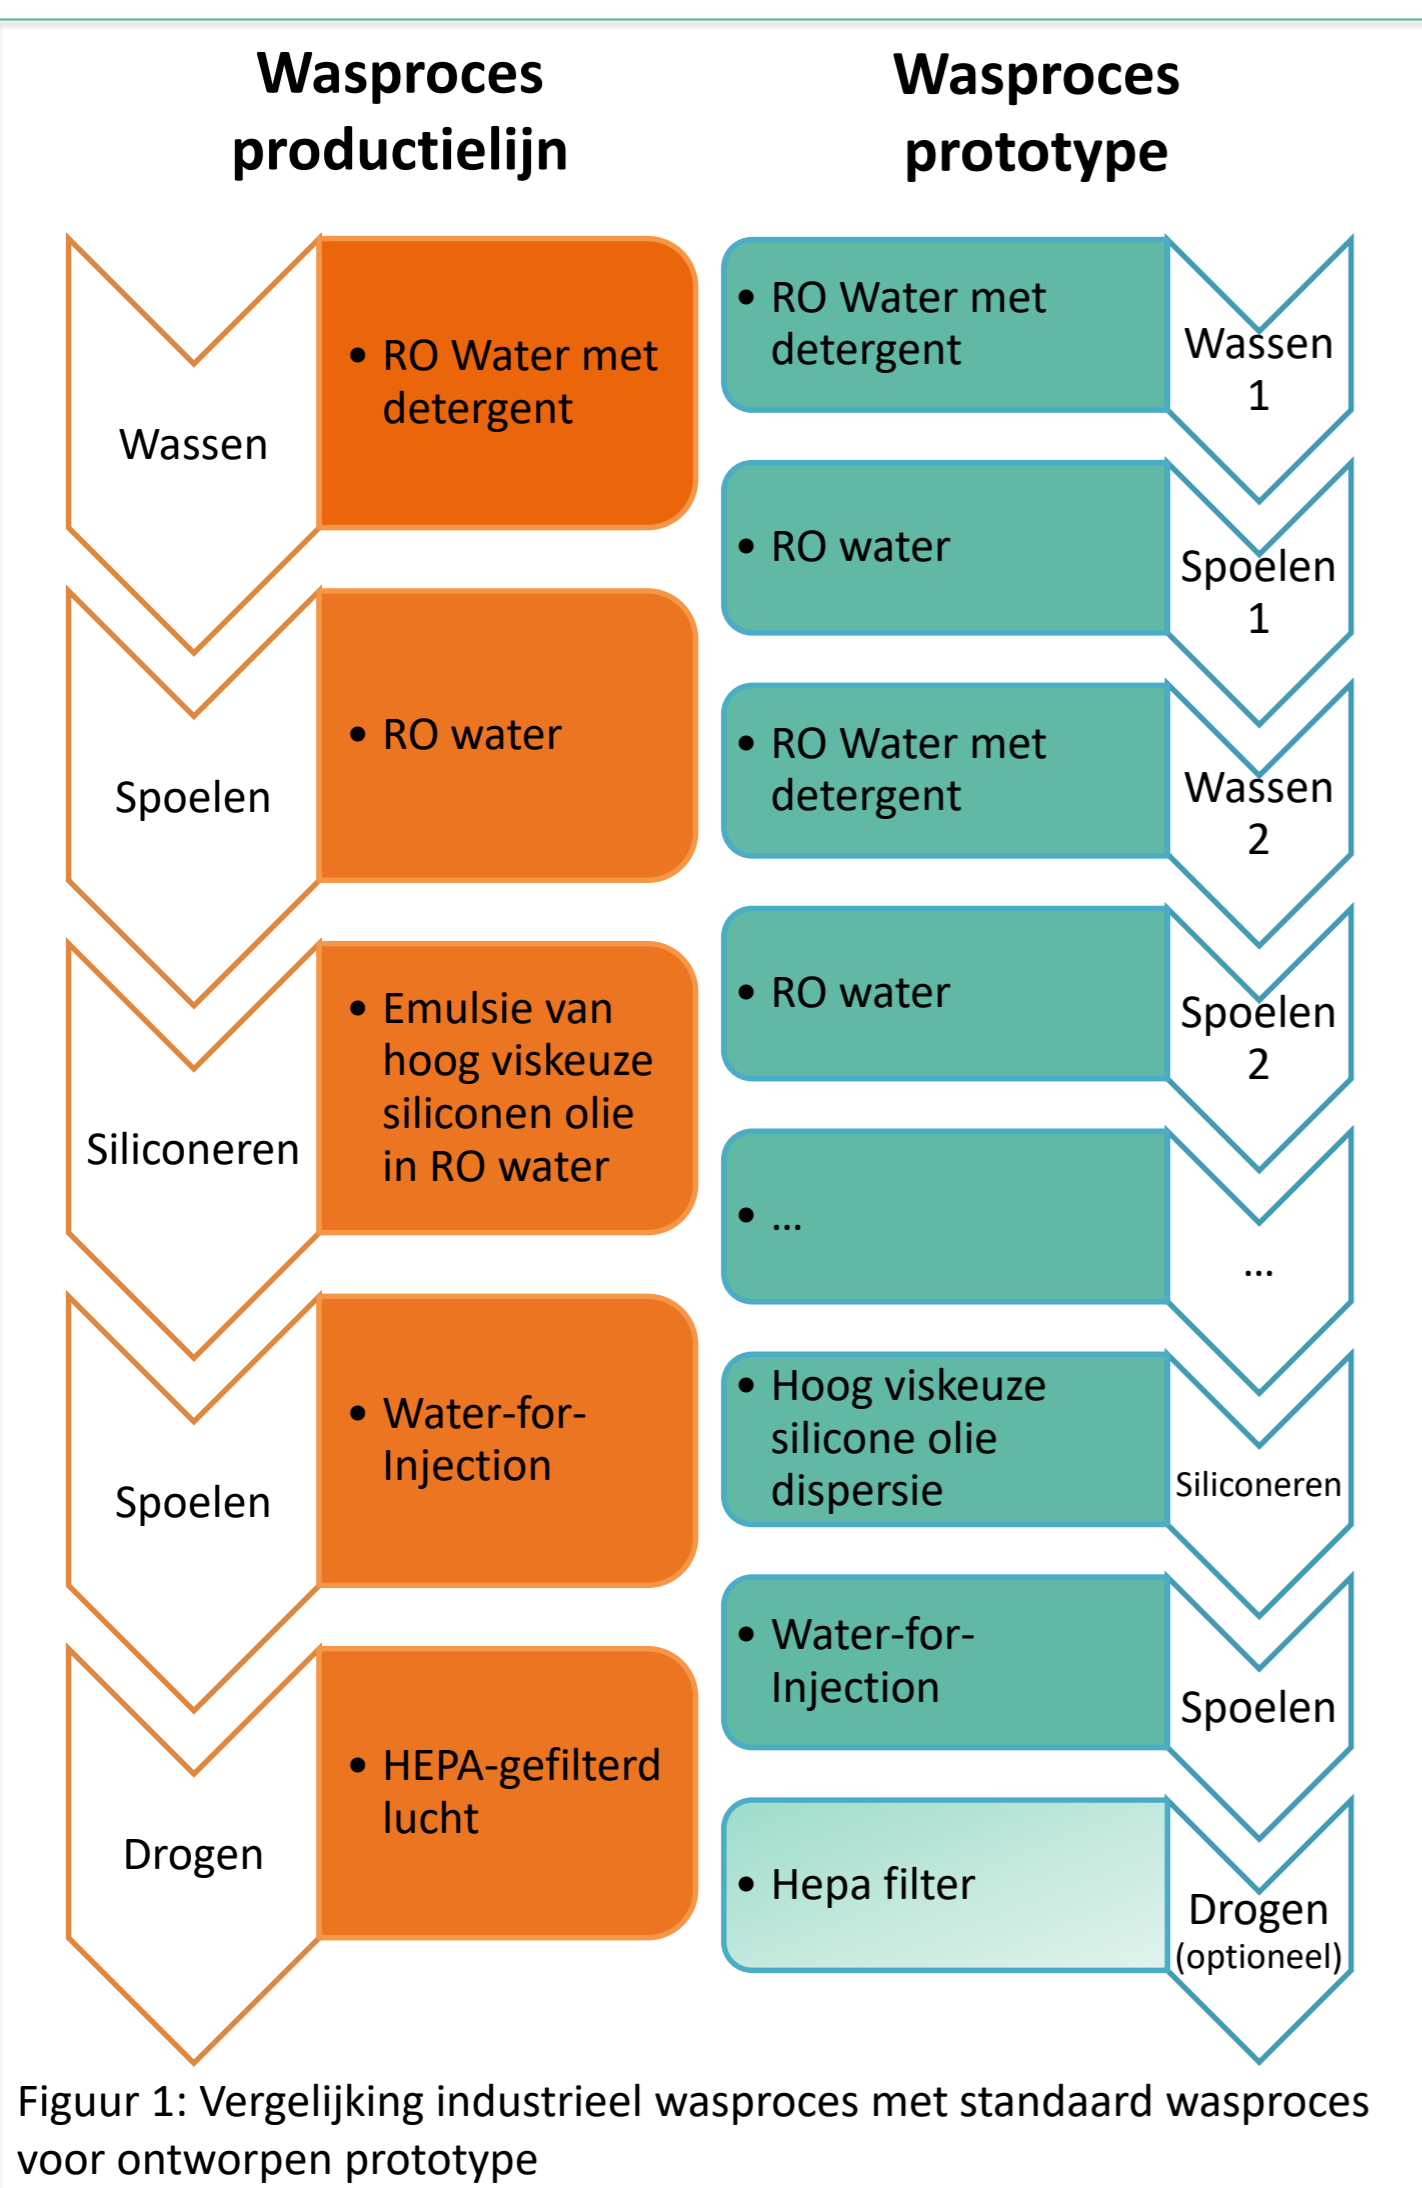 Wasproces
productielijn
Wassen
• RO Water met
detergent
Spoelen
• RO water
Siliconeren
• Emulsie van
hoog viskeuze
siliconen olie
in RO water
Spoelen
• Water-for-
Injection
Drogen
• HEPA-gefilterd
lucht
Wasproces
prototype
• RO Water met
detergent
Wassen
1
• RO water
Spoelen
1
• RO Water met
detergent
Wassen
2
• RO water
Spoelen
2
• ...
...
• Hoog viskeuze
silicone olie
dispersie
Siliconeren
• Water-for-
Injection
Spoelen
• Hepa filter
Drogen
(optioneel)
Figuur 1: Vergelijking industrieel wasproces met standaard wasproces
voor ontworpen prototype